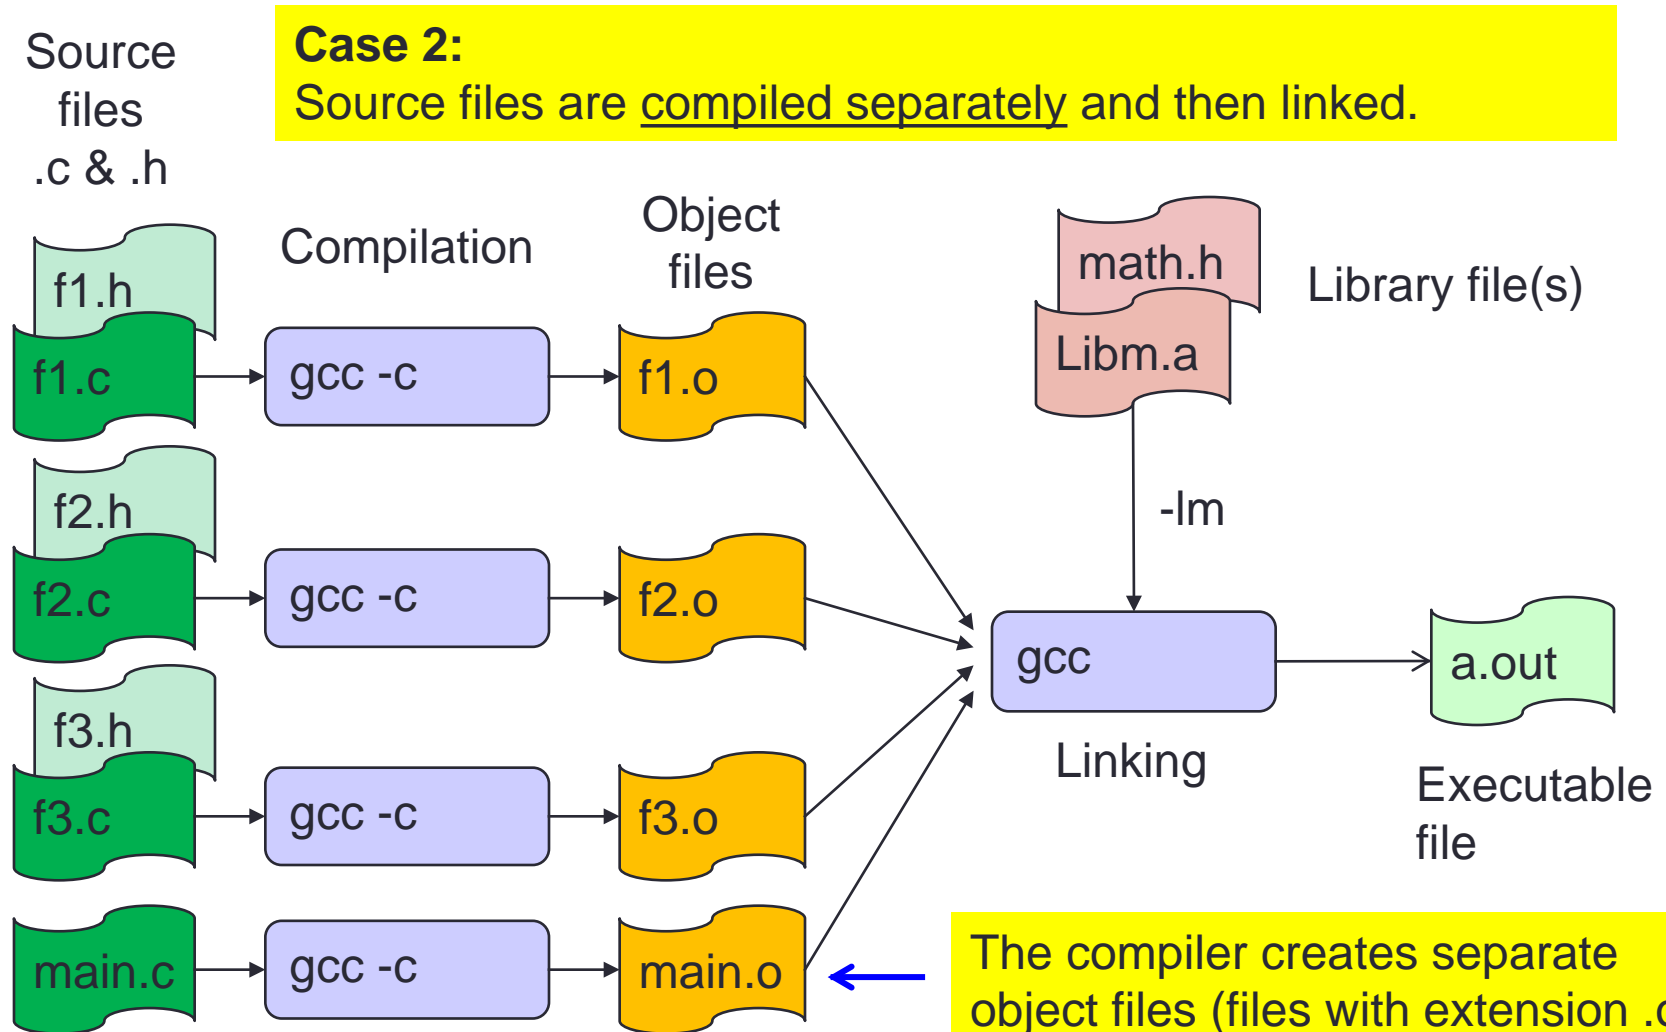 Source
files
.c & .h
Case 2:
Source files are compiled separately and then linked.
Compilation
Object
files
Library file(s)
f1.h
f1.c
gcc -c
f1.o
math.h
Libm.a
-lm
f2.h
f2.c
gcc -c
f2.o
f3.h
f3.c
gcc -c
f3.o
main.c
gcc -c
main.o
gcc
Linking
a.out
Executable
file
The compiler creates separate
object files (files with extension .o